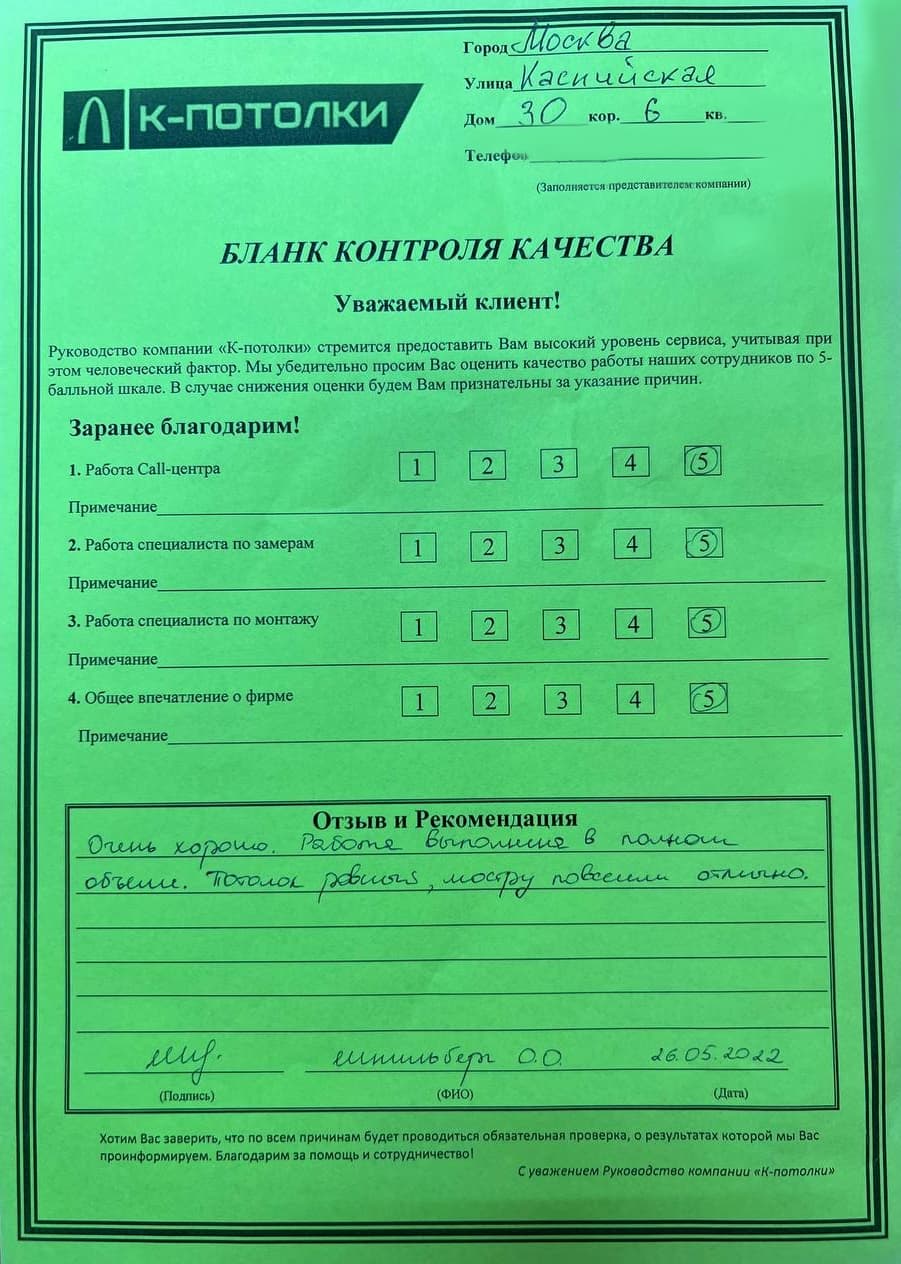 К-ПОТОЛКИ
Город Москва
Улица Каспийская
Дом 30 кор. 6 кв.
Телефон
(Заполняется представителем компании)
БЛАНК КОНТРОЛЯ КАЧЕСТВА
Уважаемый клиент!
Руководство компании «К-потолки» стремится предоставить Вам высокий уровень сервиса, учитывая при
этом человеческий фактор. Мы убедительно просим Вас оценить качество работы наших сотрудников по 5-
балльной шкале. В случае снижения оценки будем Вам признательны за указание причин.
Заранее благодарим!
1. Работа Call-центра 1 2 3 4 5
Примечание
2. Работа специалиста по замерам 1 2 3 4 5
Примечание
3. Работа специалиста по монтажу 1 2 3 4 5
Примечание
4. Общее впечатление о фирме 1 2 3 4 5
Примечание
Отзыв и Рекомендация
Очень хорошо. Работа выполнена в полном
объеме. Потолок ровный, люстру повесили отлично.
О.О. 26.05.2022
(Подпись) (ФИО) (Дата)
Хотим Вас заверить, что по всем причинам будет проводиться обязательная проверка, о результатах которой мы Вас
проинформируем. Благодарим за помощь и сотрудничество!
С уважением Руководство компании «К-потолки»